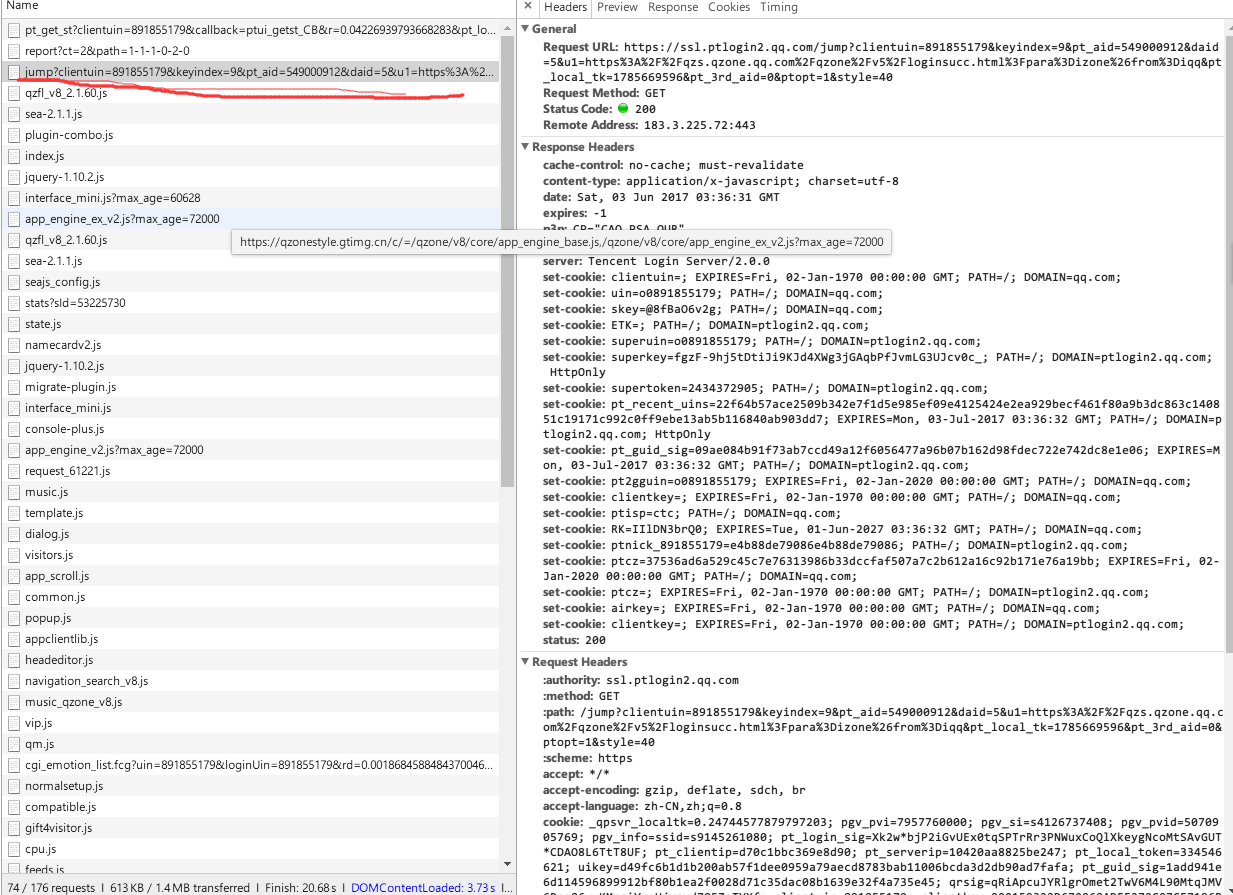 Name
pt_get_st?clientuin=891855179&callback=ptui_getst_CB&r=0.04226939793668283&pt_lo...
report?ct=2&path=1-1-1-0-2-0
jump?clientuin=891855179&keyindex=9&pt_aid=549000912&daid=5&u1=https%3A%2...
qzfl_v8_2.1.60.js
sea-2.1.1.js
plugin-combo.js
index.js
jquery-1.10.2.js
interface_mini.js?max_age=60628
app_engine_ex_v2.js?max_age=72000
qzfl_v8_2.1.60.js
sea-2.1.1.js
seajs_config.js
stats?sId=53225730
state.js
namecardv2.js
jquery-1.10.2.js
migrate-plugin.js
interface_mini.js
console-plus.js
app_engine_v2.js?max_age=72000
request_61221.js
music.js
template.js
dialog.js
visitors.js
app_scroll.js
common.js
popup.js
appclientlib.js
headeditor.js
navigation_search_v8.js
music_qzone_v8.js
vip.js
qm.js
cgi_emotion_list.fcg?uin=891855179&loginUin=891855179&rd=0.0018684588484370046...
normalsetup.js
compatible.js
gift4visitor.js
cpu.js
feeds.js
74 / 176 requests | 613 KB / 1.4 MB transferred | Finish: 20.68 s | DOMContentLoaded: 3.73 s | l...
× Headers Preview Response Cookies Timing
▼ General
Request URL: https://ssl.ptlogin2.qq.com/jump?clientuin=891855179&keyindex=9&pt_aid=549000912&daid
=5&u1=https%3A%2F%2Fqzs.qzone.qq.com%2Fqzone%2Fv5%2Floginsucc.html%3Fpara%3Dizone%26from%3Diqq&pt_
local_tk=1785669596&pt_3rd_aid=0&ptopt=1&style=40
Request Method: GET
Status Code: 200
Remote Address: 183.3.225.72:443
▼ Response Headers
cache-control: no-cache; must-revalidate
content-type: application/x-javascript; charset=utf-8
date: Sat, 03 Jun 2017 03:36:31 GMT
expires: -1
p3p: CP="CAO PSA OUR"
https://qzonestyle.gtimg.cn/c/=/qzone/v8/core/app_engine_base.js,/qzone/v8/core/app_engine_ex_v2.js?max_age=72000
server: Tencent Login Server/2.0.0
set-cookie: clientuin=; EXPIRES=Fri, 02-Jan-1970 00:00:00 GMT; PATH=/; DOMAIN=qq.com;
set-cookie: uin=o0891855179; PATH=/; DOMAIN=qq.com;
set-cookie: skey=@8fBaO6v2g; PATH=/; DOMAIN=qq.com;
set-cookie: ETK=; PATH=/; DOMAIN=ptlogin2.qq.com;
set-cookie: superuin=o0891855179; PATH=/; DOMAIN=ptlogin2.qq.com;
set-cookie: superkey=fgzF-9hj5tDtiJi9KJd4XWg3jGAqbPfJvmLG3UJcv0c_; PATH=/; DOMAIN=ptlogin2.qq.com;
HttpOnly
set-cookie: supertoken=2434372905; PATH=/; DOMAIN=ptlogin2.qq.com;
set-cookie: pt_recent_uins=22f64b57ace2509b342e7f1d5e985ef09e4125424e2ea929becf461f80a9b3dc863c1408
51c19171c992c0ff9ebe13ab5b116840ab903dd7; EXPIRES=Mon, 03-Jul-2017 03:36:32 GMT; PATH=/; DOMAIN=p
tlogin2.qq.com; HttpOnly
set-cookie: pt_guid_sig=09ae084b91f73ab7ccd49a12f6056477a96b07b162d98fdec722e742dc8e1e06; EXPIRES=M
on, 03-Jul-2017 03:36:32 GMT; PATH=/; DOMAIN=ptlogin2.qq.com;
set-cookie: pt2gguin=o0891855179; EXPIRES=Fri, 02-Jan-2020 00:00:00 GMT; PATH=/; DOMAIN=qq.com;
set-cookie: clientkey=; EXPIRES=Fri, 02-Jan-1970 00:00:00 GMT; PATH=/; DOMAIN=qq.com;
set-cookie: ptisp=ctc; PATH=/; DOMAIN=qq.com;
set-cookie: RK=IIlDN3brQ0; EXPIRES=Tue, 01-Jun-2027 03:36:32 GMT; PATH=/; DOMAIN=qq.com;
set-cookie: ptnick_891855179=e4b88de79086e4b88de79086; PATH=/; DOMAIN=ptlogin2.qq.com;
set-cookie: ptcz=37536ad6a529c45c7e76313986b33dccfaf507a7c2b612a16c92b171e76a19bb; EXPIRES=Fri, 02-
Jan-2020 00:00:00 GMT; PATH=/; DOMAIN=qq.com;
set-cookie: ptcz=; EXPIRES=Fri, 02-Jan-1970 00:00:00 GMT; PATH=/; DOMAIN=ptlogin2.qq.com;
set-cookie: airkey=; EXPIRES=Fri, 02-Jan-1970 00:00:00 GMT; PATH=/; DOMAIN=qq.com;
set-cookie: clientkey=; EXPIRES=Fri, 02-Jan-1970 00:00:00 GMT; PATH=/; DOMAIN=ptlogin2.qq.com;
status: 200
▼ Request Headers
:authority: ssl.ptlogin2.qq.com
:method: GET
:path: /jump?clientuin=891855179&keyindex=9&pt_aid=549000912&daid=5&u1=https%3A%2F%2Fqzs.qzone.qq.c
om%2Fqzone%2Fv5%2Floginsucc.html%3Fpara%3Dizone%26from%3Diqq&pt_local_tk=1785669596&pt_3rd_aid=0&
ptopt=1&style=40
:scheme: https
accept: */*
accept-encoding: gzip, deflate, sdch, br
accept-language: zh-CN,zh;q=0.8
cookie: _qpsvr_localtk=0.24744577879797203; pgv_pvi=7957760000; pgv_si=s4126737408; pgv_pvid=5070
905769; pgv_info=ssid=s9145261080; pt_login_sig=Xk2w*bjP2iGvUEx0tqSPTrRr3PNWuxCoQlXkeygNcoMtSAvGUT
*CDAO8L6TtT8UF; pt_clientip=d70c1bbc369e8d90; pt_serverip=10420aa8825be247; pt_local_token=334546
621; uikey=d49fc6b1d1b200ab57f1dee0959a79aecd8783bab11006bcda3d2db90ad7fafa; pt_guid_sig=1add941e
6d114596899912bf80b1ea2f0028d71c35dac08b1639e32f4a735e45; qrsig=qRiApcuJYRlgrOmet2TwV6M4L90MtqJMV